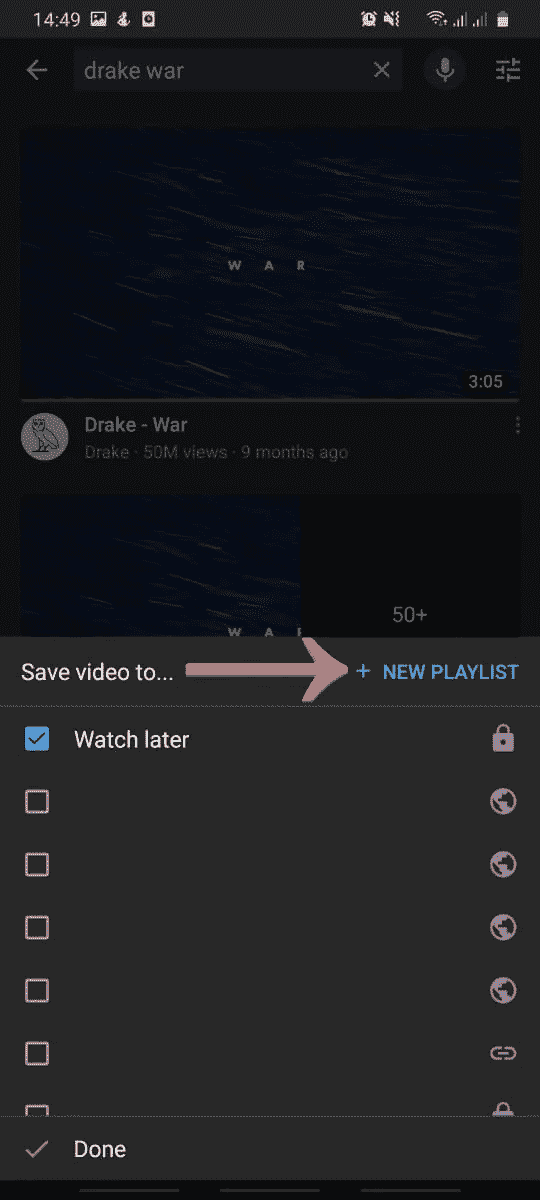 14:49
drake war
W A R
3:05
Drake - War
Drake · 50M views · 9 months ago
50+
W A
Save video to...
+ NEW PLAYLIST
Watch later
Done